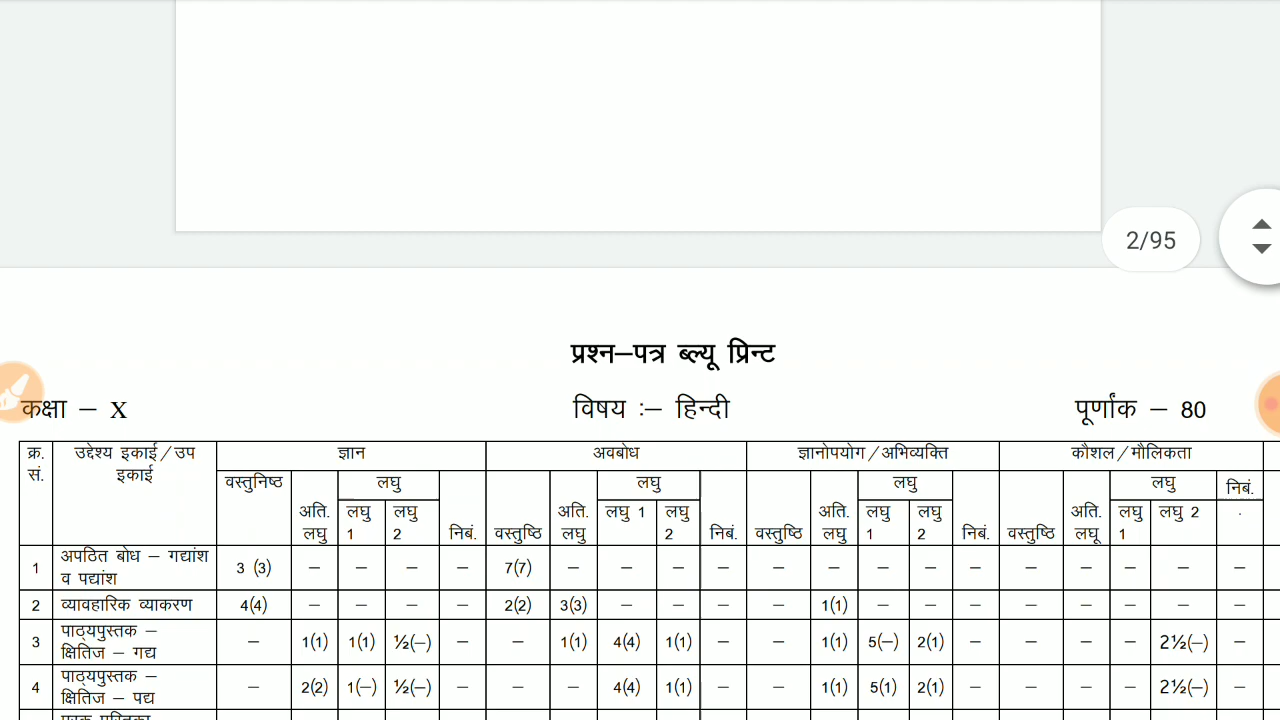 2/95
प्रश्न–पत्र ब्ल्यू प्रिन्ट
कक्षा – X विषय :– हिन्दी पूर्णांक – 80
क्र. सं. उद्देश्य इकाई/उप इकाई ज्ञान अवबोध ज्ञानोपयोग/अभिव्यक्ति कौशल/मौलिकता
वस्तुनिष्ठ अति. लघु लघु निबं. वस्तुष्ठि अति. लघु लघु निबं. वस्तुष्ठि अति. लघु लघु निबं. वस्तुष्ठि अति. लघू लघु निबं.
लघु 1 लघु 2 लघु 1 लघु 2 लघु 1 लघु 2 लघु 1 लघु 2
1 अपठित बोध – गद्यांश व पद्यांश 3 (3) – – – – 7(7) – – – – – – – – – – – – – –
2 व्यावहारिक व्याकरण 4(4) – – – – 2(2) 3(3) – – – – 1(1) – – – – – – – –
3 पाठ्यपुस्तक – क्षितिज – गद्य – 1(1) 1(1) ½(–) – – 1(1) 4(4) 1(1) – – 1(1) 5(–) 2(1) – – – – 2½(–) –
4 पाठ्यपुस्तक – क्षितिज – पद्य – 2(2) 1(–) ½(–) – – – 4(4) 1(1) – – 1(1) 5(1) 2(1) – – – – 2½(–) –